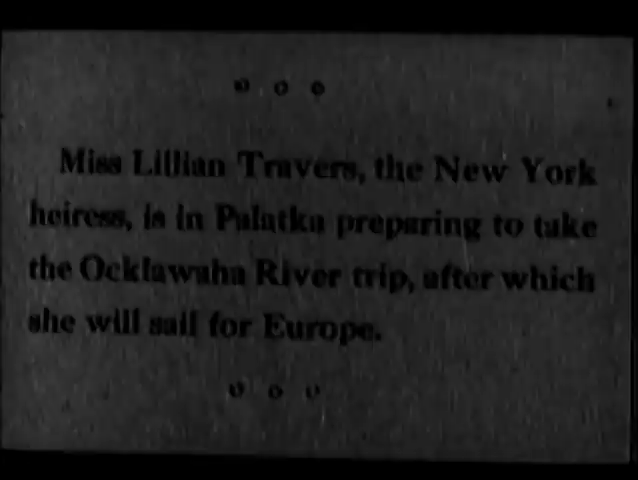 o o o
Miss Lillian Travers, the New York
heiress, is in Palatka preparing to take
the Ocklawaha River trip, after which
she will sail for Europe.
o o o